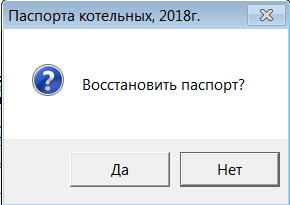 Паспорта котельных, 2018г.
Восстановить паспорт?
Да
Нет